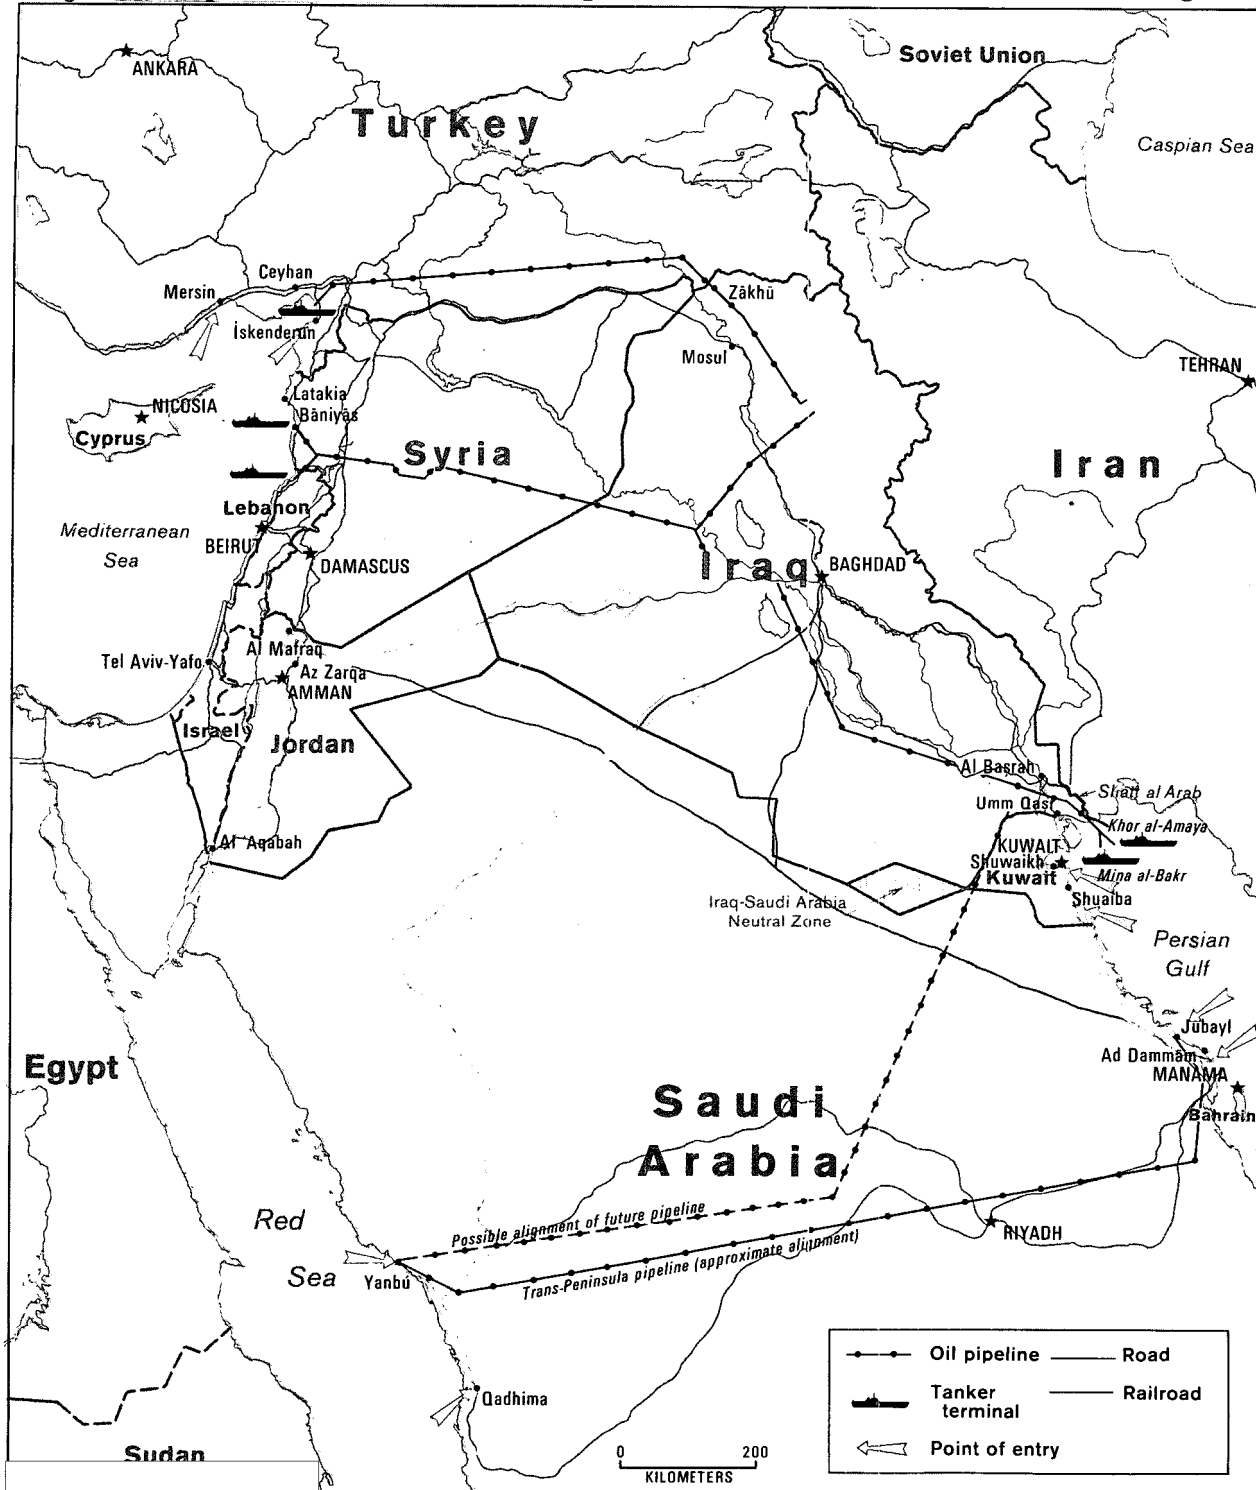 Soviet Union
ANKARA
Turkey
Caspian Sea
Ceyhan
Mersin
Zākhū
İskenderun
Mosul
TEHRAN
Latakia
NICOSIA
Bāniyās
Cyprus
Syria
Iran
Lebanon
Mediterranean
Sea
BEIRUT
DAMASCUS
Iraq
BAGHDAD
Al Mafraq
Tel Aviv-Yafo
Az Zarqa
AMMAN
Israel
Jordan
Al Baṣrah
Shatt al Arab
Umm Qasr
Khor al-Amaya
Al Aqabah
KUWAIT
Shuwaikh
Kuwait
Mina al-Bakr
Shuaiba
Iraq-Saudi Arabia
Neutral Zone
Persian
Gulf
Jubayl
Ad Dammām
MANAMA
Bahrain
Egypt
Saudi
Arabia
Red
Sea
Possible alignment of future pipeline
Trans-Peninsula pipeline (approximate alignment)
RIYADH
Yanbú
Qadhima
Sudan
Oil pipeline
Road
Tanker
terminal
Railroad
Point of entry
0 200
KILOMETERS